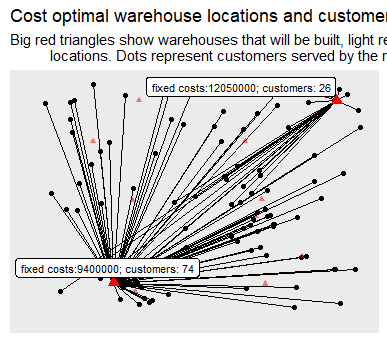 Cost optimal warehouse locations and customer
Big red triangles show warehouses that will be built, light re
locations. Dots represent customers served by the r
fixed costs:12050000; customers: 26
fixed costs:9400000; customers: 74